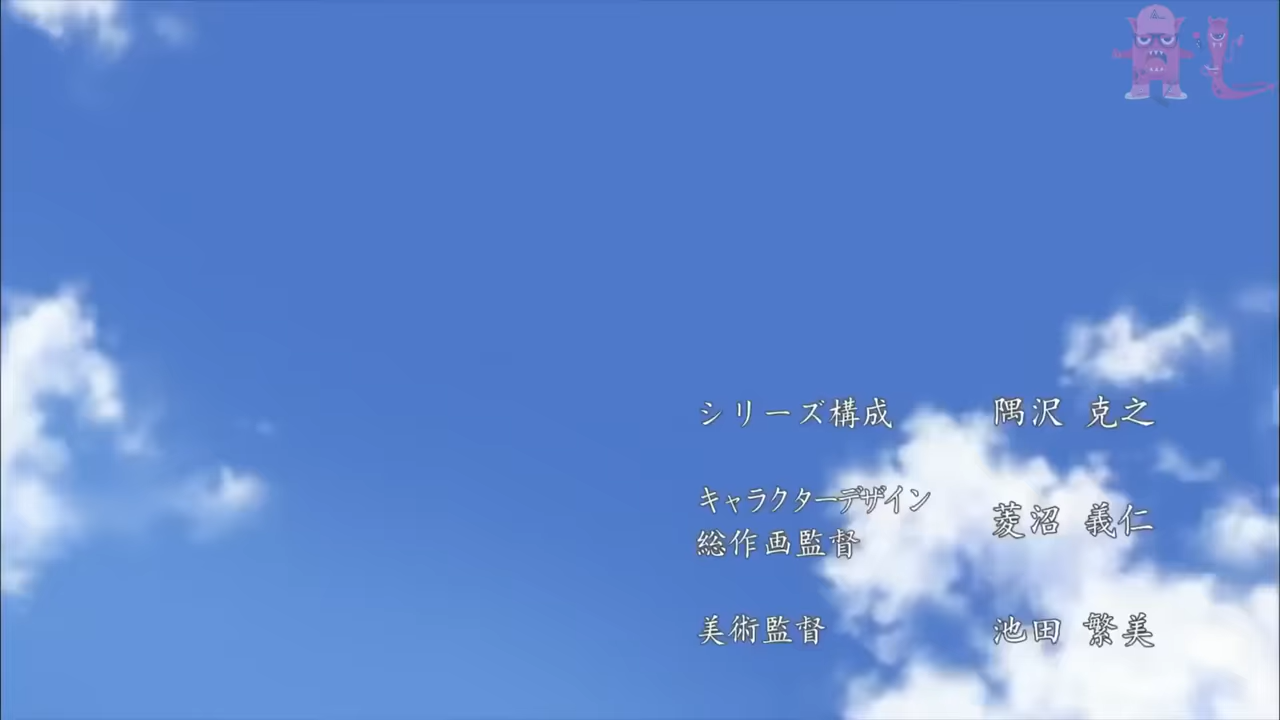 シリーズ構成 隅沢 克之
キャラクターデザイン
総作画監督 菱沼 義仁
美術監督 池田 繁美